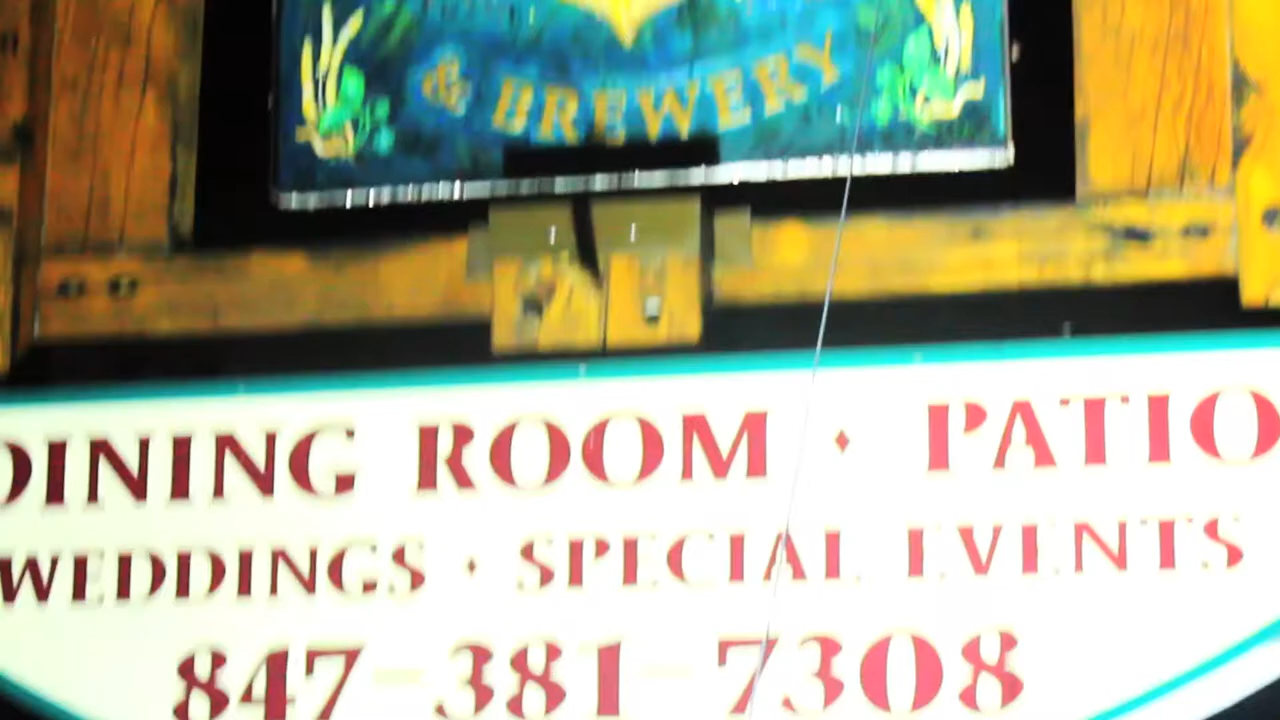 & BREWERY
DINING ROOM · PATIO
WEDDINGS · SPECIAL EVENTS
847-381-7308